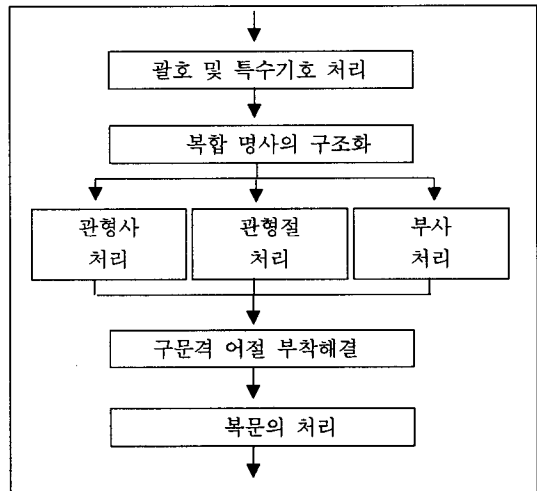 괄호 및 특수기호 처리
복합 명사의 구조화
관형사
처리
관형절
처리
부사
처리
구문격 어절 부착해결
복문의 처리